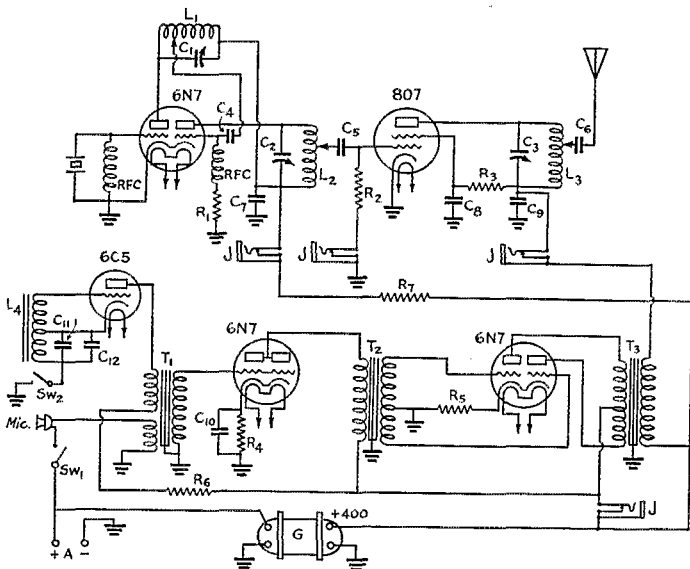 L1
C1
6N7
C4
RFC
RFC
R1
C2
C7
L2
C5
R2
807
C8
R3
C3
C9
L3
C6
J
J
J
R7
6C5
L4
C11
C12
Sw2
Mic.
Sw1
T1
6N7
C10
R4
T2
6N7
R5
T3
R6
J
+ A -
G
+400